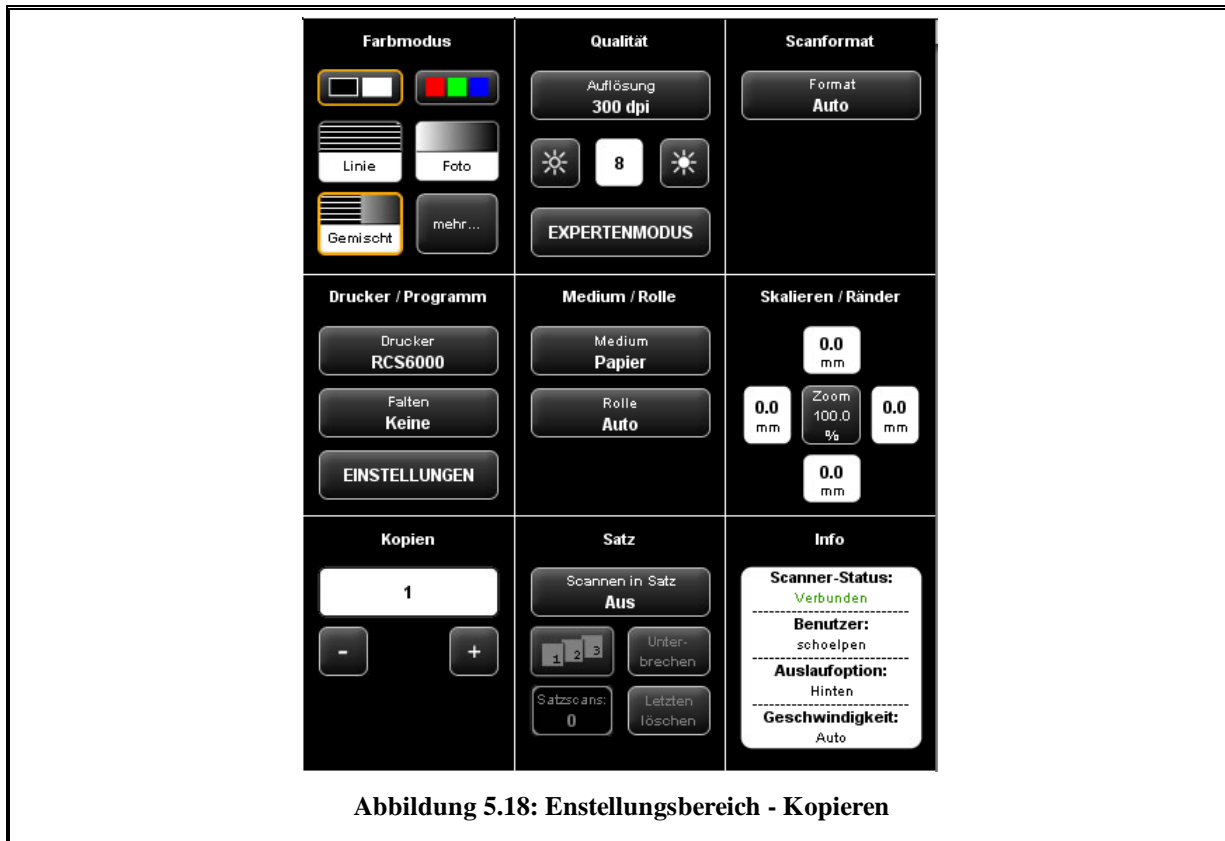 Farbmodus
Linie
Foto
Gemischt
mehr...
Qualität
Auflösung
300 dpi
8
EXPERTENMODUS
Scanformat
Format
Auto
Drucker / Programm
Drucker
RCS6000
Falten
Keine
EINSTELLUNGEN
Medium / Rolle
Medium
Papier
Rolle
Auto
Skalieren / Ränder
0.0
mm
0.0
mm
Zoom
100.0
%
0.0
mm
0.0
mm
Kopien
1
-
+
Satz
Scannen in Satz
Aus
1 2 3
Unter-
brechen
Satzscans:
0
Letzten
löschen
Info
Scanner-Status:
Verbunden
Benutzer:
schoelpen
Auslaufoption:
Hinten
Geschwindigkeit:
Auto
Abbildung 5.18: Enstellungsbereich - Kopieren